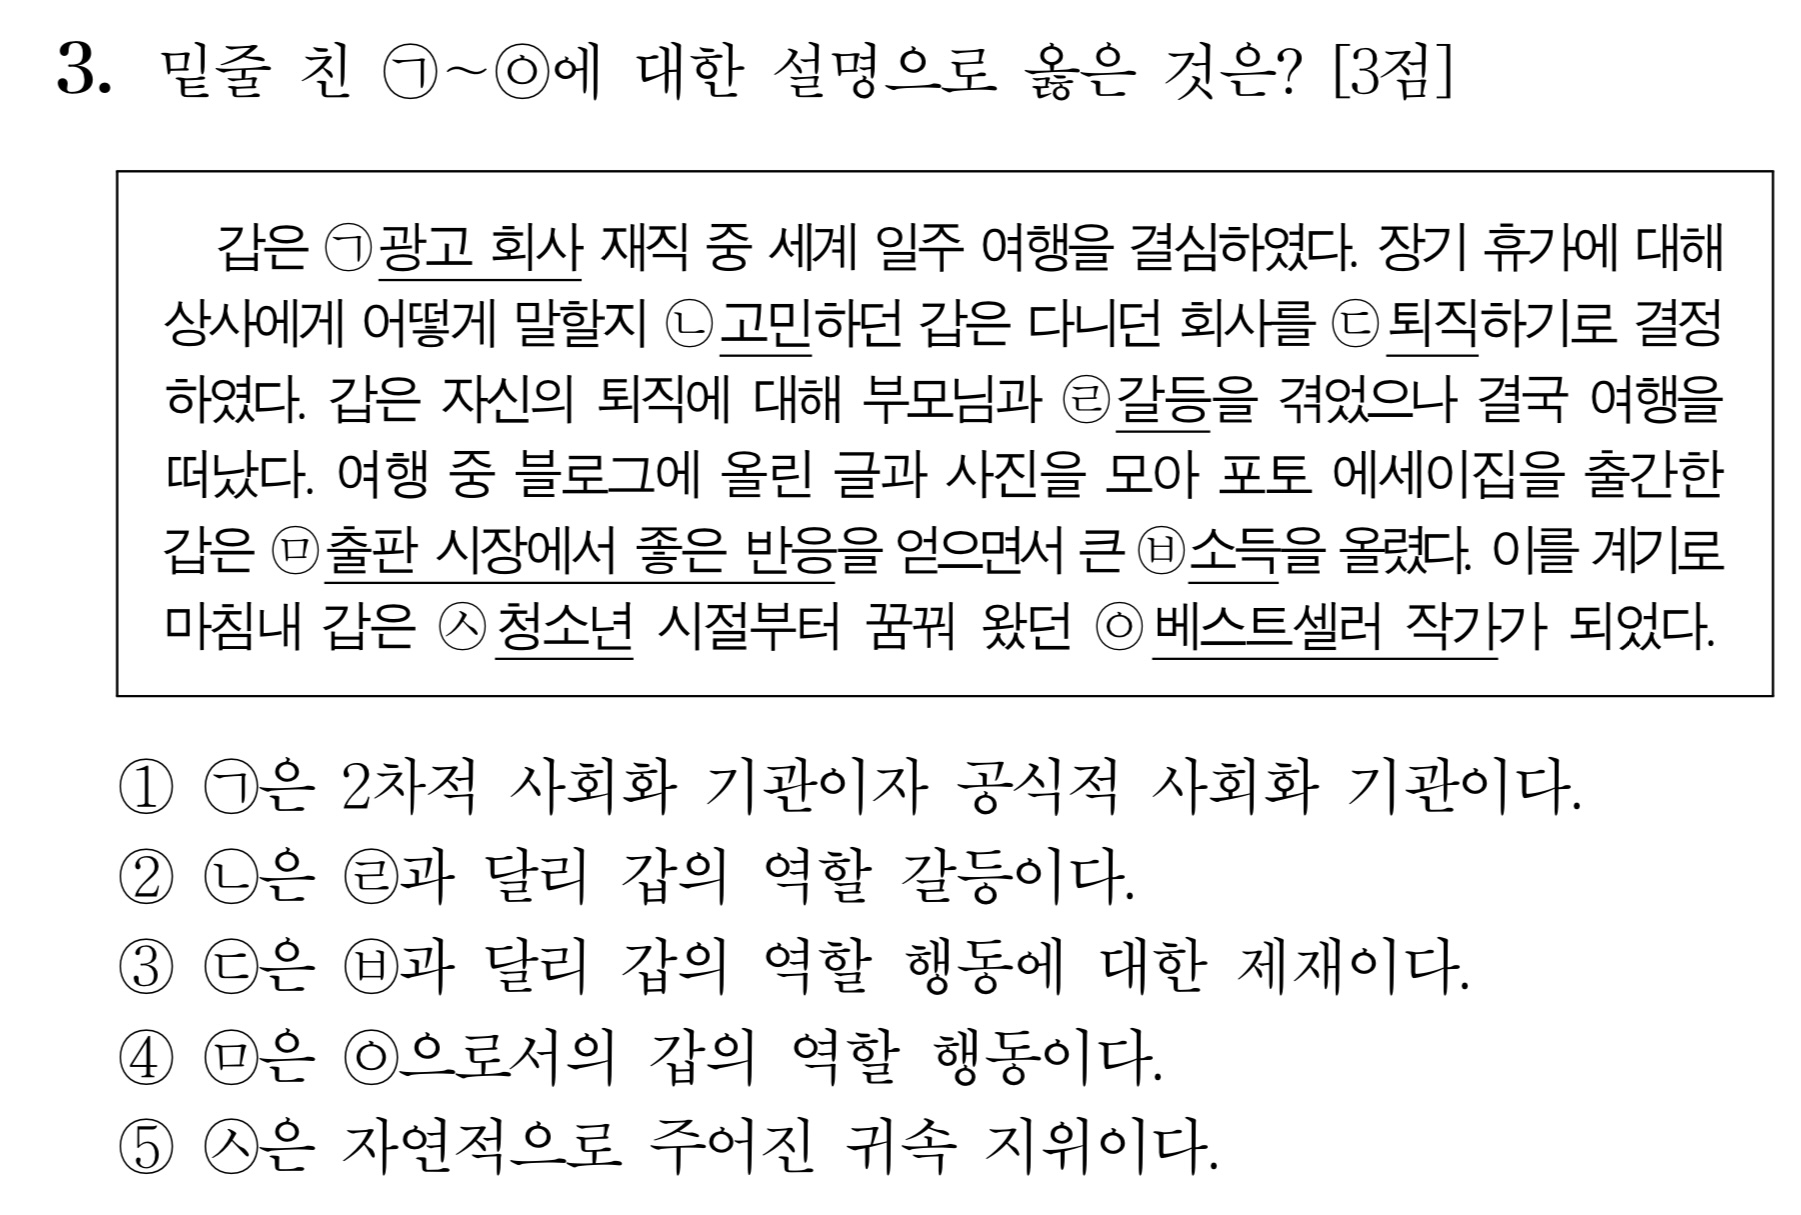 3. 밑줄 친 ㉠~㉧에 대한 설명으로 옳은 것은? [3점]
갑은 ㉠광고 회사 재직 중 세계 일주 여행을 결심하였다. 장기 휴가에 대해
상사에게 어떻게 말할지 ㉡고민하던 갑은 다니던 회사를 ㉢퇴직하기로 결정
하였다. 갑은 자신의 퇴직에 대해 부모님과 ㉣갈등을 겪었으나 결국 여행을
떠났다. 여행 중 블로그에 올린 글과 사진을 모아 포토 에세이집을 출간한
갑은 ㉤출판 시장에서 좋은 반응을 얻으면서 큰 ㉥소득을 올렸다. 이를 계기로
마침내 갑은 ㉦청소년 시절부터 꿈꿔 왔던 ㉧베스트셀러 작가가 되었다.
① ㉠은 2차적 사회화 기관이자 공식적 사회화 기관이다.
② ㉡은 ㉣과 달리 갑의 역할 갈등이다.
③ ㉢은 ㉥과 달리 갑의 역할 행동에 대한 제재이다.
④ ㉤은 ㉧으로서의 갑의 역할 행동이다.
⑤ ㉦은 자연적으로 주어진 귀속 지위이다.